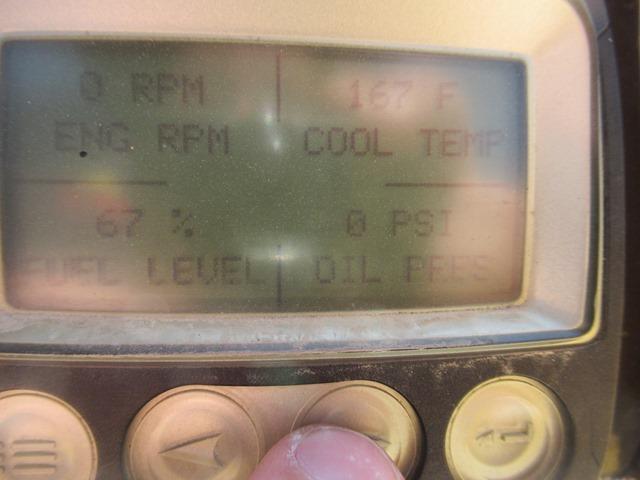 0 RPM
ENG RPM
167 F
COOL TEMP
67 %
FUEL LEVEL
0 PSI
OIL PRES